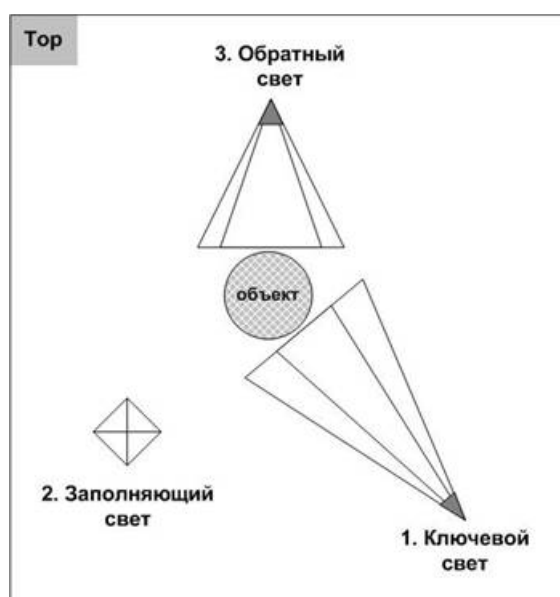 Top
3. Обратный
свет
объект
2. Заполняющий
свет
1. Ключевой
свет